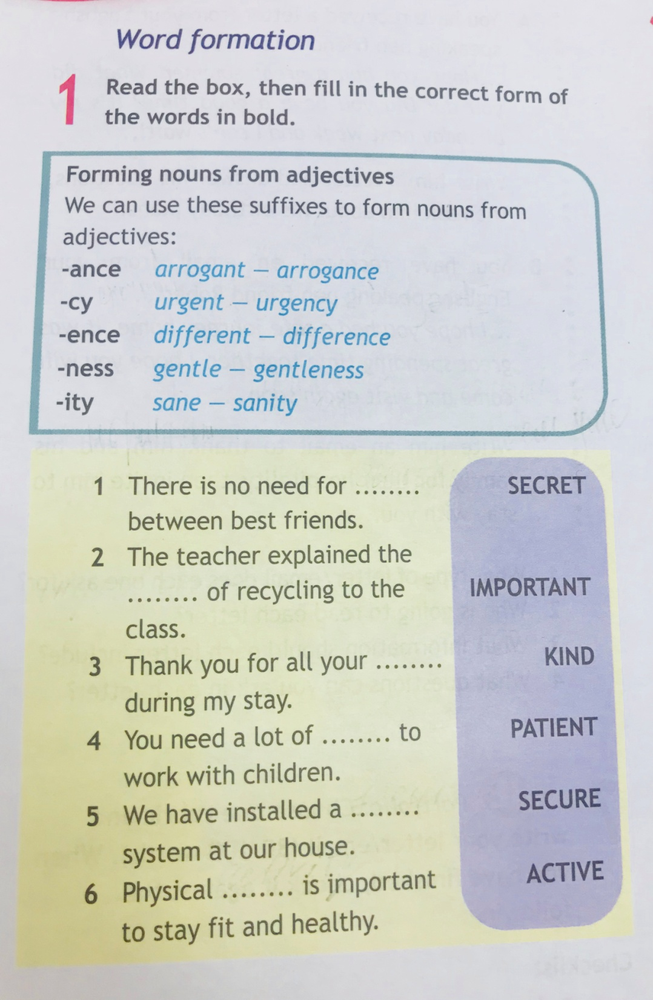 Word formation
1 Read the box, then fill in the correct form of
the words in bold.
Forming nouns from adjectives
We can use these suffixes to form nouns from
adjectives:
-ance arrogant – arrogance
-cy urgent – urgency
-ence different – difference
-ness gentle – gentleness
-ity sane – sanity
1 There is no need for ........ SECRET
between best friends.
2 The teacher explained the
........ of recycling to the IMPORTANT
class.
3 Thank you for all your ........ KIND
during my stay.
4 You need a lot of ........ to PATIENT
work with children.
5 We have installed a ........ SECURE
system at our house.
6 Physical ........ is important ACTIVE
to stay fit and healthy.